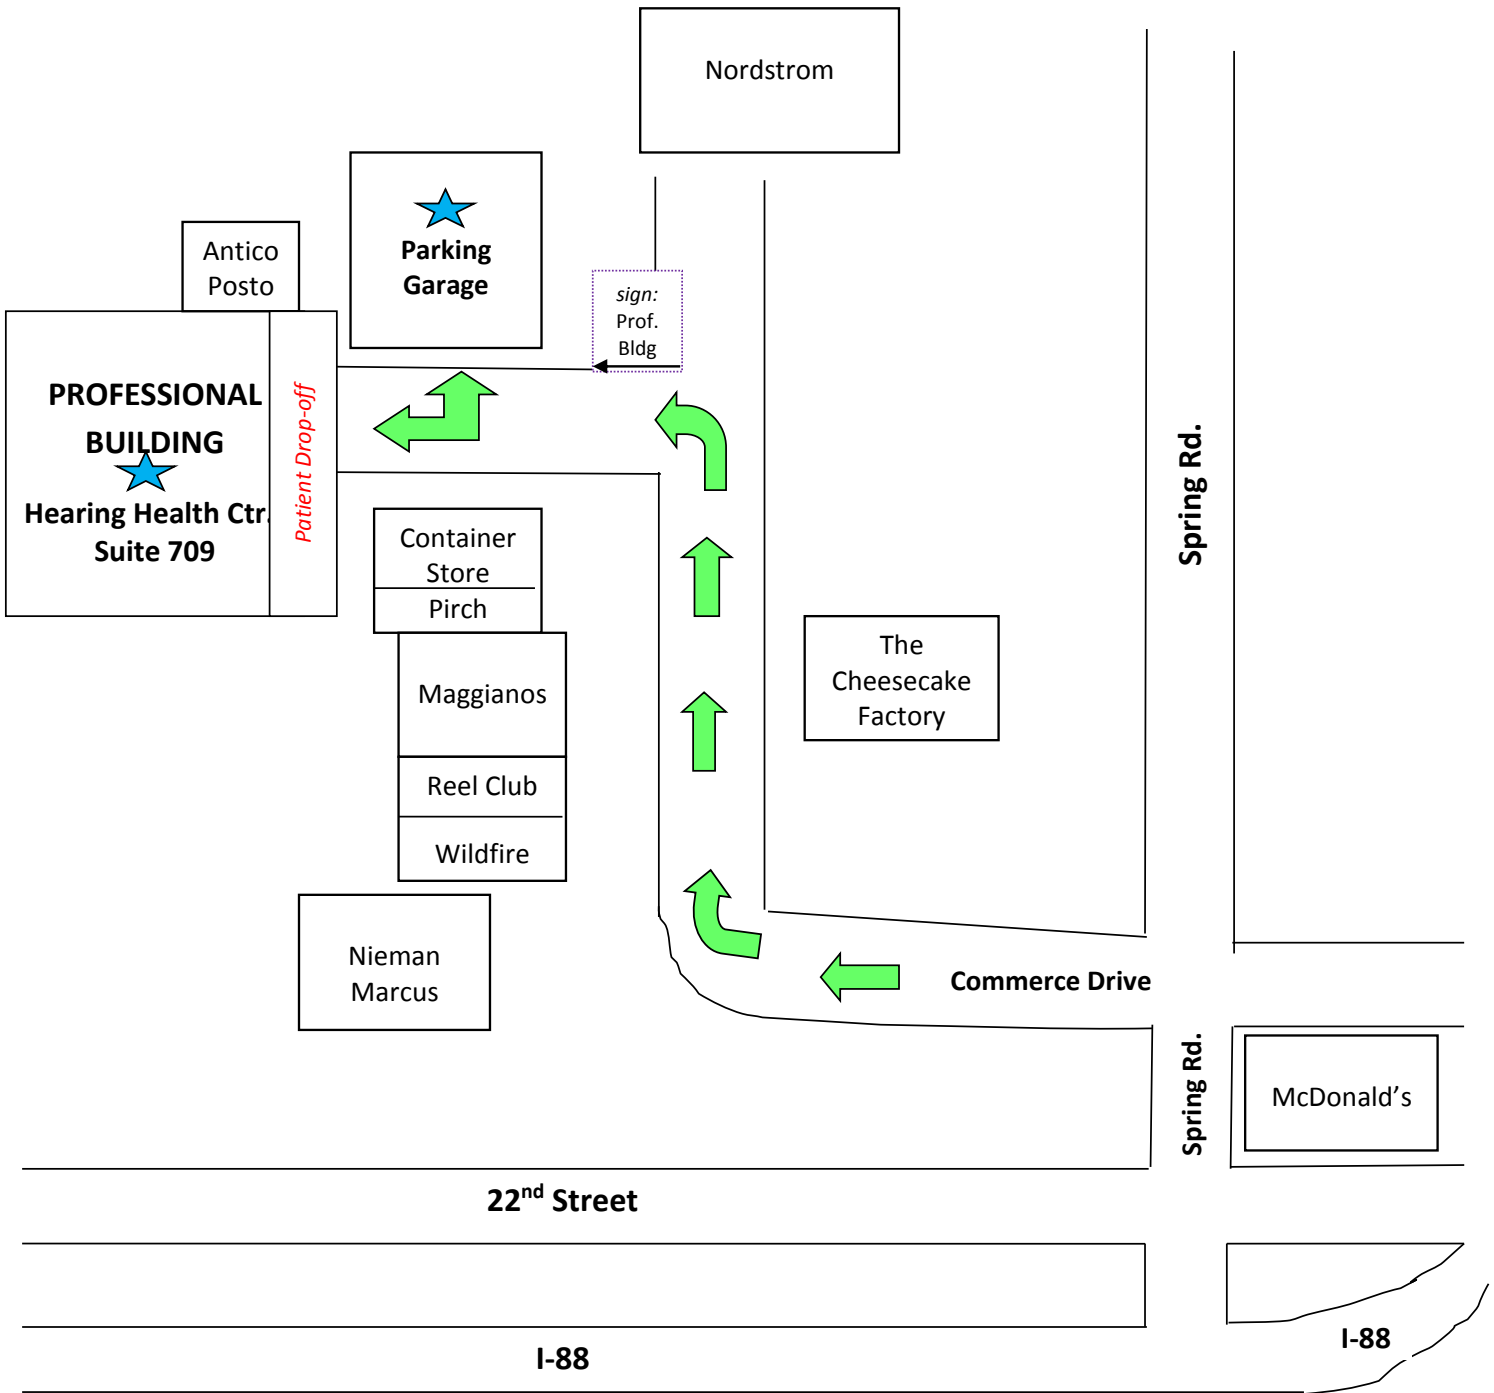 Nordstrom
Parking
Garage
Antico
Posto
sign:
Prof.
Bldg
PROFESSIONAL
BUILDING
Hearing Health Ctr.
Suite 709
Patient Drop-off
Spring Rd.
Container
Store
Pirch
The
Cheesecake
Factory
Maggianos
Reel Club
Wildfire
Nieman
Marcus
Commerce Drive
Spring Rd.
McDonald’s
22nd Street
I-88
I-88